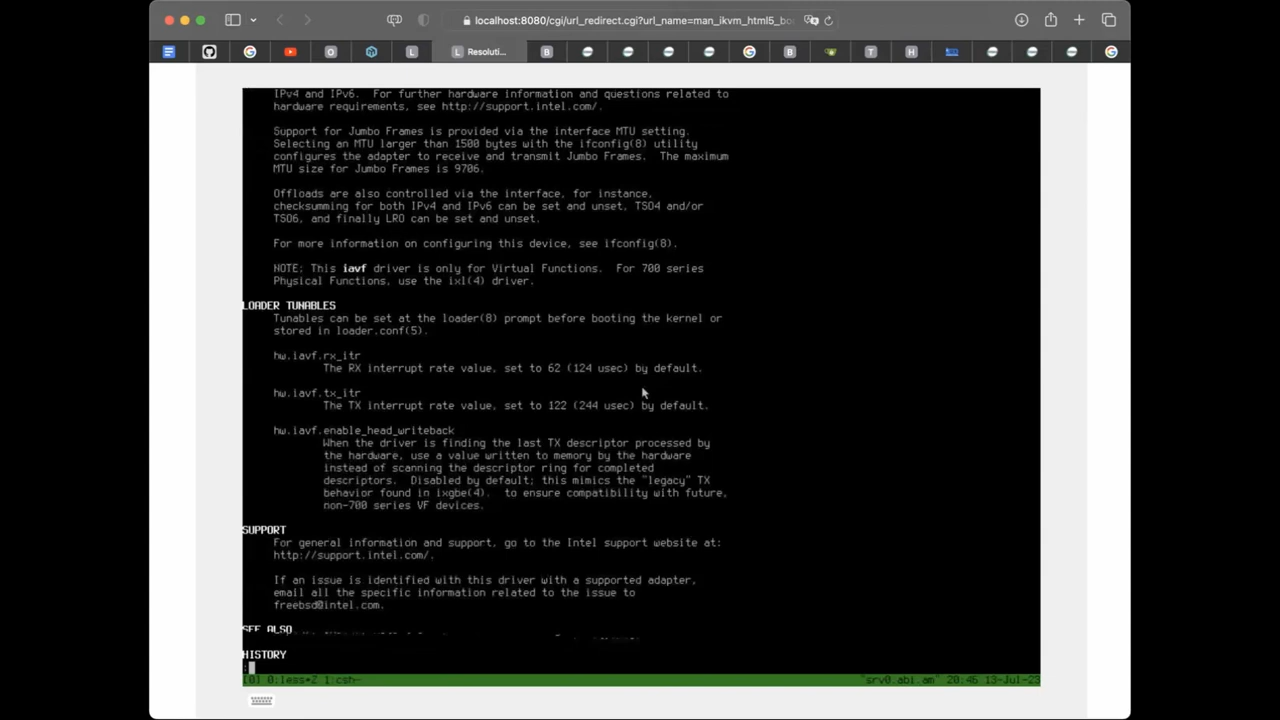 localhost:8080/cgi/url_redirect.cgi?url_name=man_ikvm_html5_bo
Resoluti...
IPv4 and IPv6.  For further hardware information and questions related to
hardware requirements, see http://support.intel.com/.
Support for Jumbo Frames is provided via the interface MTU setting.
Selecting an MTU larger than 1500 bytes with the ifconfig(8) utility
configures the adapter to receive and transmit Jumbo Frames.  The maximum
MTU size for Jumbo Frames is 9706.
Offloads are also controlled via the interface, for instance,
checksumming for both IPv4 and IPv6 can be set and unset, TSO4 and/or
TSO6, and finally LRO can be set and unset.
For more information on configuring this device, see ifconfig(8).
NOTE: This iavf driver is only for Virtual Functions.  For 700 series
Physical Functions, use the ixl(4) driver.
LOADER TUNABLES
Tunables can be set at the loader(8) prompt before booting the kernel or
stored in loader.conf(5).
hw.iavf.rx_itr
The RX interrupt rate value, set to 62 (124 usec) by default.
hw.iavf.tx_itr
The TX interrupt rate value, set to 122 (244 usec) by default.
hw.iavf.enable_head_writeback
When the driver is finding the last TX descriptor processed by
the hardware, use a value written to memory by the hardware
instead of scanning the descriptor ring for completed
descriptors.  Disabled by default; this mimics the "legacy" TX
behavior found in ixgbe(4).  to ensure compatibility with future,
non-700 series VF devices.
SUPPORT
For general information and support, go to the Intel support website at:
http://support.intel.com/.
If an issue is identified with this driver with a supported adapter,
email all the specific information related to the issue to
freebsd@intel.com.
SEE ALSO
HISTORY
:
[0] 0:less*Z 1:csh- "srv0.abi.am" 20:45 13-Jul-23